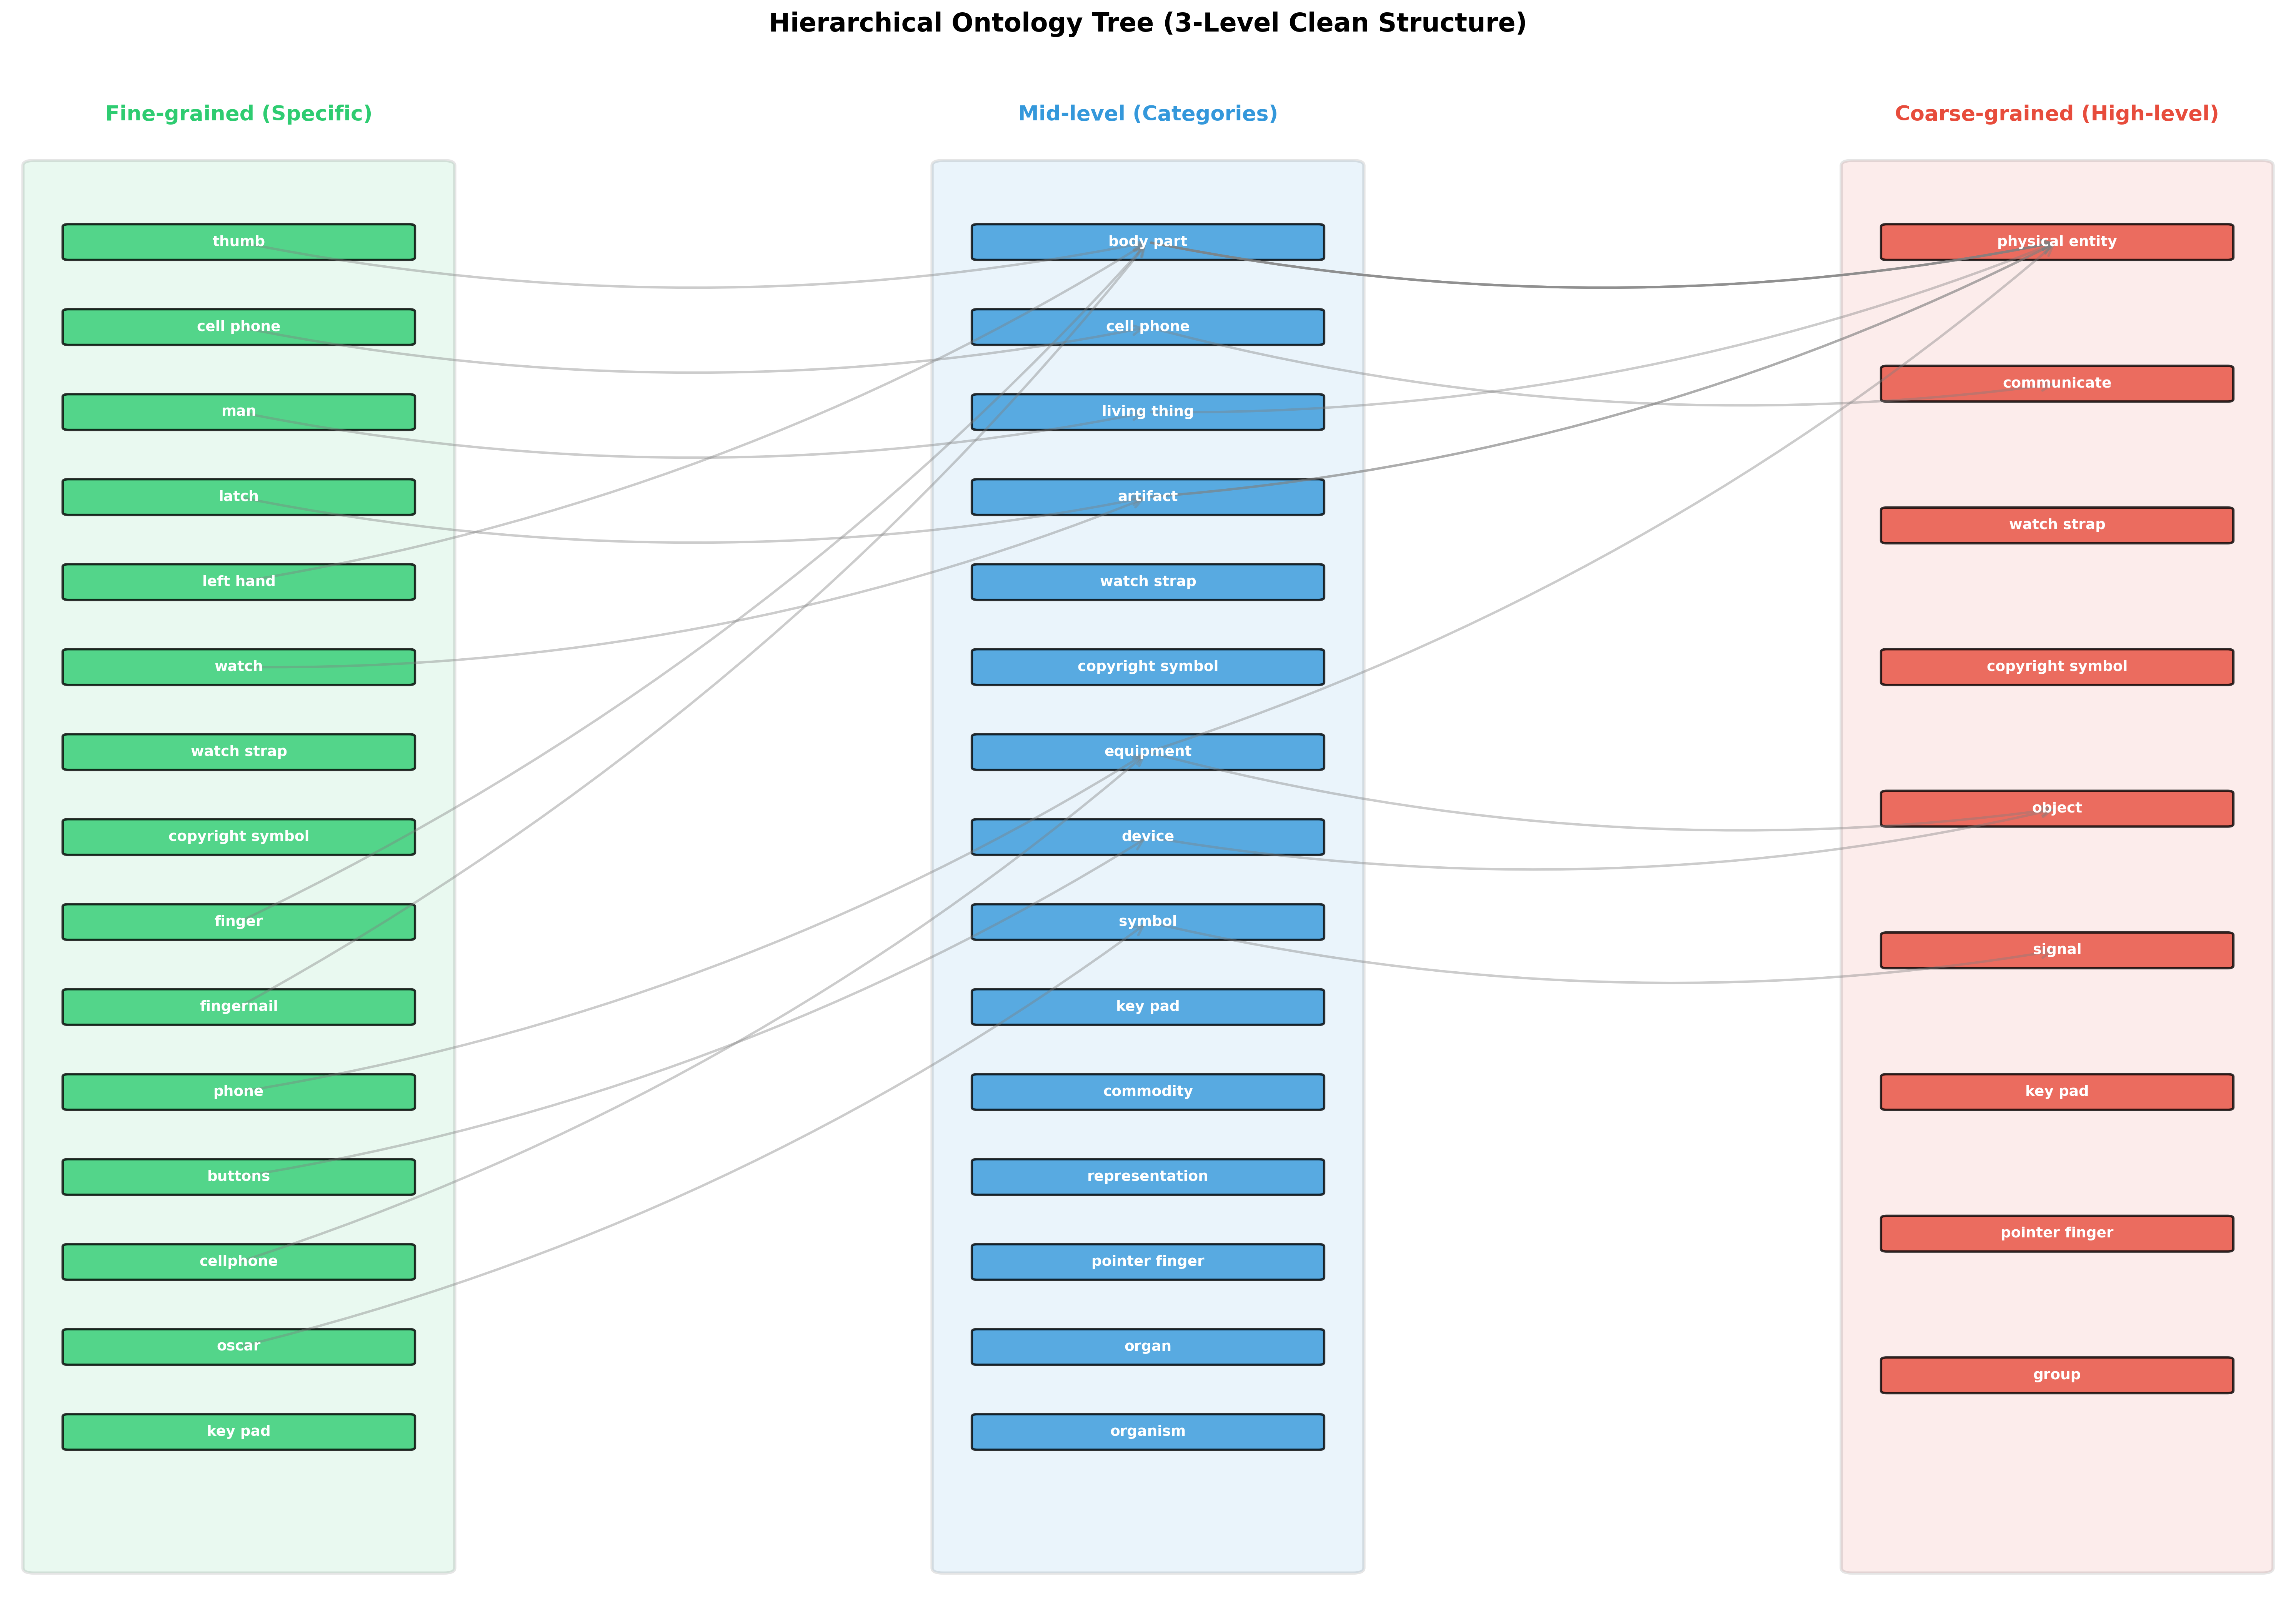 Hierarchical Ontology Tree (3-Level Clean Structure)
Fine-grained (Specific)
thumb
cell phone
man
latch
left hand
watch
watch strap
copyright symbol
finger
fingernail
phone
buttons
cellphone
oscar
key pad
Mid-level (Categories)
body part
cell phone
living thing
artifact
watch strap
copyright symbol
equipment
device
symbol
key pad
commodity
representation
pointer finger
organ
organism
Coarse-grained (High-level)
physical entity
communicate
watch strap
copyright symbol
object
signal
key pad
pointer finger
group